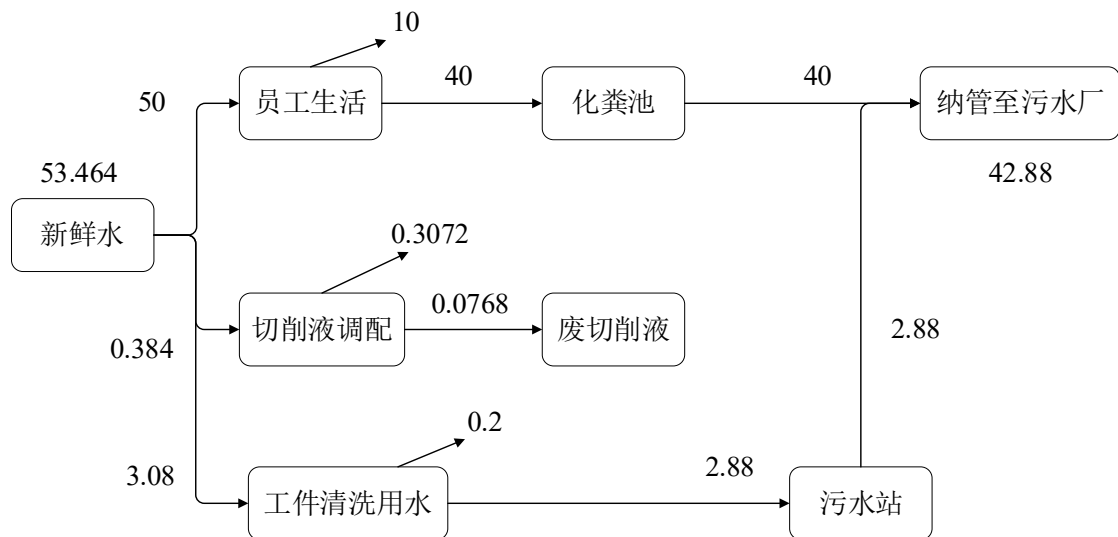 10
50
员工生活
40
化粪池
40
纳管至污水厂
53.464
42.88
新鲜水
0.3072
切削液调配
0.0768
废切削液
0.384
2.88
0.2
3.08
工件清洗用水
2.88
污水站